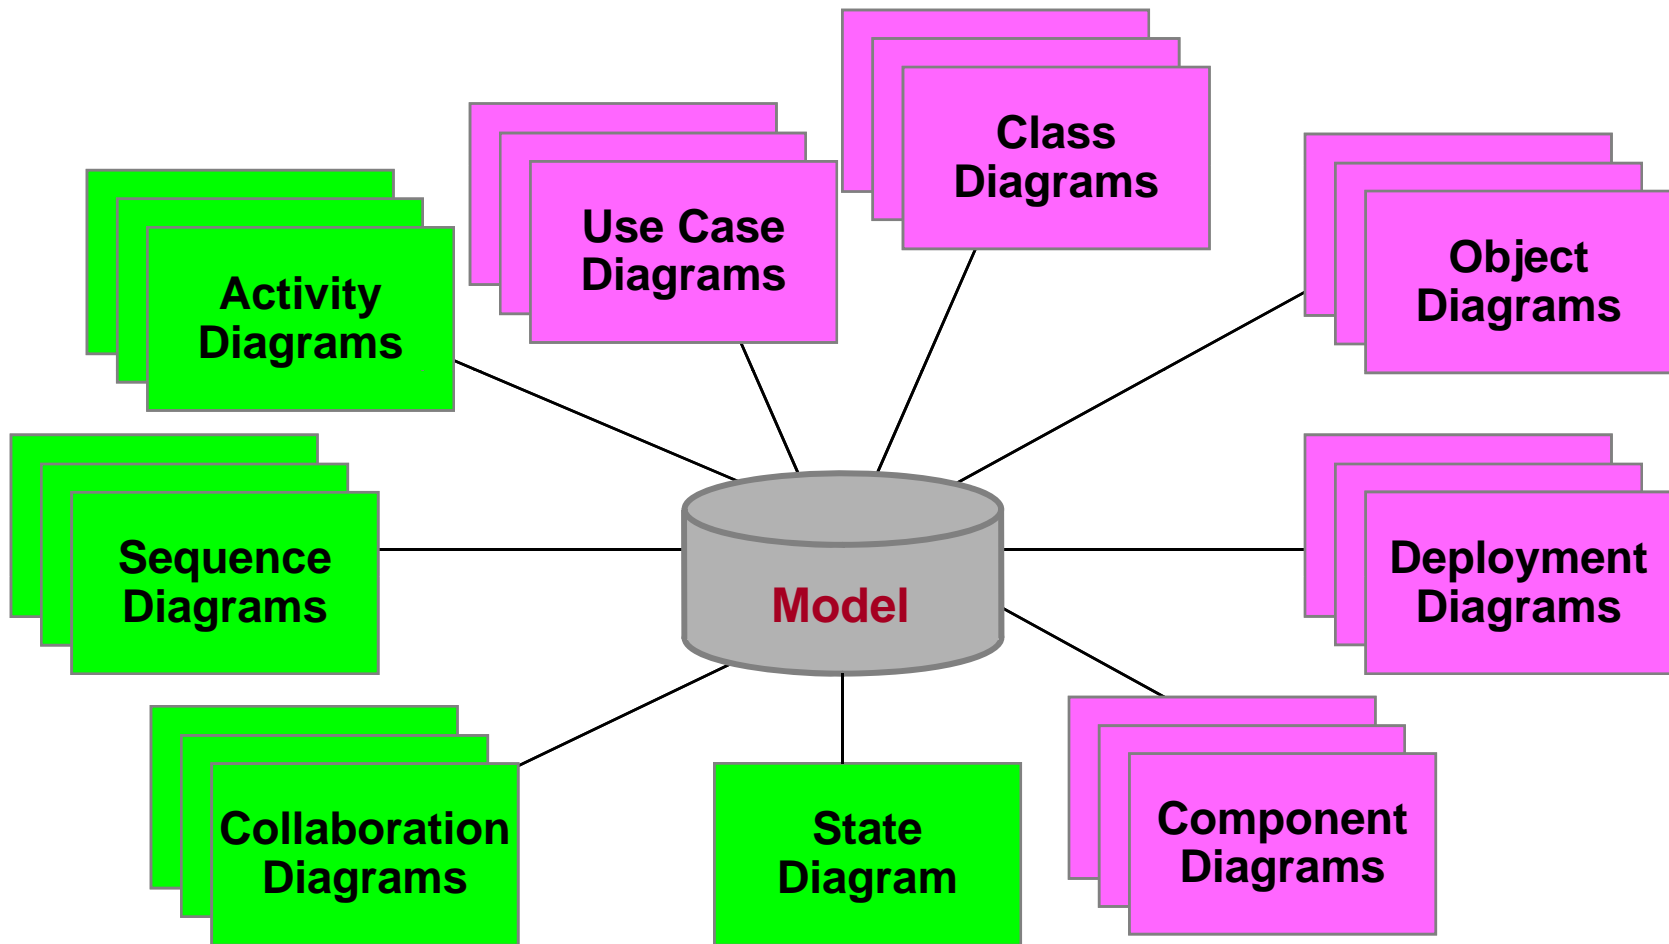 Class
Diagrams
Use Case
Diagrams
Object
Diagrams
Activity
Diagrams
Sequence
Diagrams
Model
Deployment
Diagrams
Collaboration
Diagrams
State
Diagram
Component
Diagrams